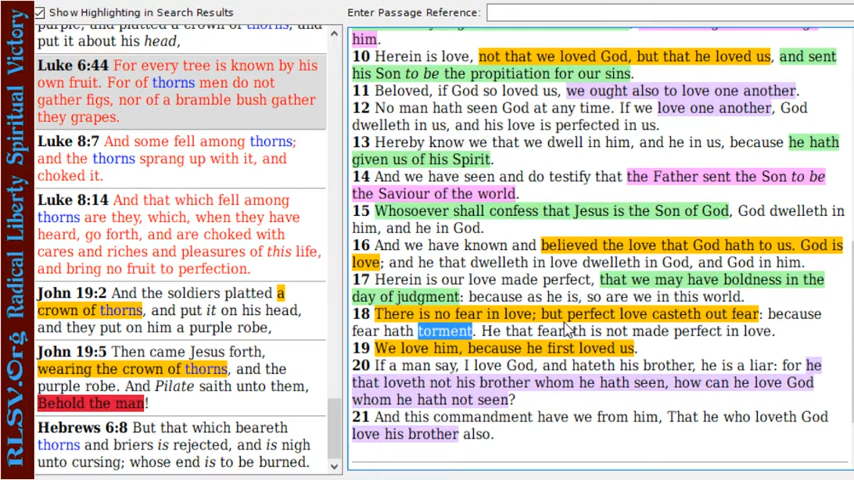 RLSV.Org Radical Liberty Spiritual Victory
Show Highlighting in Search Results
purple, and platted a crown of thorns, and
put it about his head,
Luke 6:44 For every tree is known by his
own fruit. For of thorns men do not
gather figs, nor of a bramble bush gather
they grapes.
Luke 8:7 And some fell among thorns;
and the thorns sprang up with it, and
choked it.
Luke 8:14 And that which fell among
thorns are they, which, when they have
heard, go forth, and are choked with
cares and riches and pleasures of this life,
and bring no fruit to perfection.
John 19:2 And the soldiers platted a
crown of thorns, and put it on his head,
and they put on him a purple robe,
John 19:5 Then came Jesus forth,
wearing the crown of thorns, and the
purple robe. And Pilate saith unto them,
Behold the man!
Hebrews 6:8 But that which beareth
thorns and briers is rejected, and is nigh
unto cursing; whose end is to be burned.
Enter Passage Reference:
him.
10 Herein is love, not that we loved God, but that he loved us, and sent
his Son to be the propitiation for our sins.
11 Beloved, if God so loved us, we ought also to love one another.
12 No man hath seen God at any time. If we love one another, God
dwelleth in us, and his love is perfected in us.
13 Hereby know we that we dwell in him, and he in us, because he hath
given us of his Spirit.
14 And we have seen and do testify that the Father sent the Son to be
the Saviour of the world.
15 Whosoever shall confess that Jesus is the Son of God, God dwelleth in
him, and he in God.
16 And we have known and believed the love that God hath to us. God is
love; and he that dwelleth in love dwelleth in God, and God in him.
17 Herein is our love made perfect, that we may have boldness in the
day of judgment: because as he is, so are we in this world.
18 There is no fear in love; but perfect love casteth out fear: because
fear hath torment. He that feareth is not made perfect in love.
19 We love him, because he first loved us.
20 If a man say, I love God, and hateth his brother, he is a liar: for he
that loveth not his brother whom he hath seen, how can he love God
whom he hath not seen?
21 And this commandment have we from him, That he who loveth God
love his brother also.